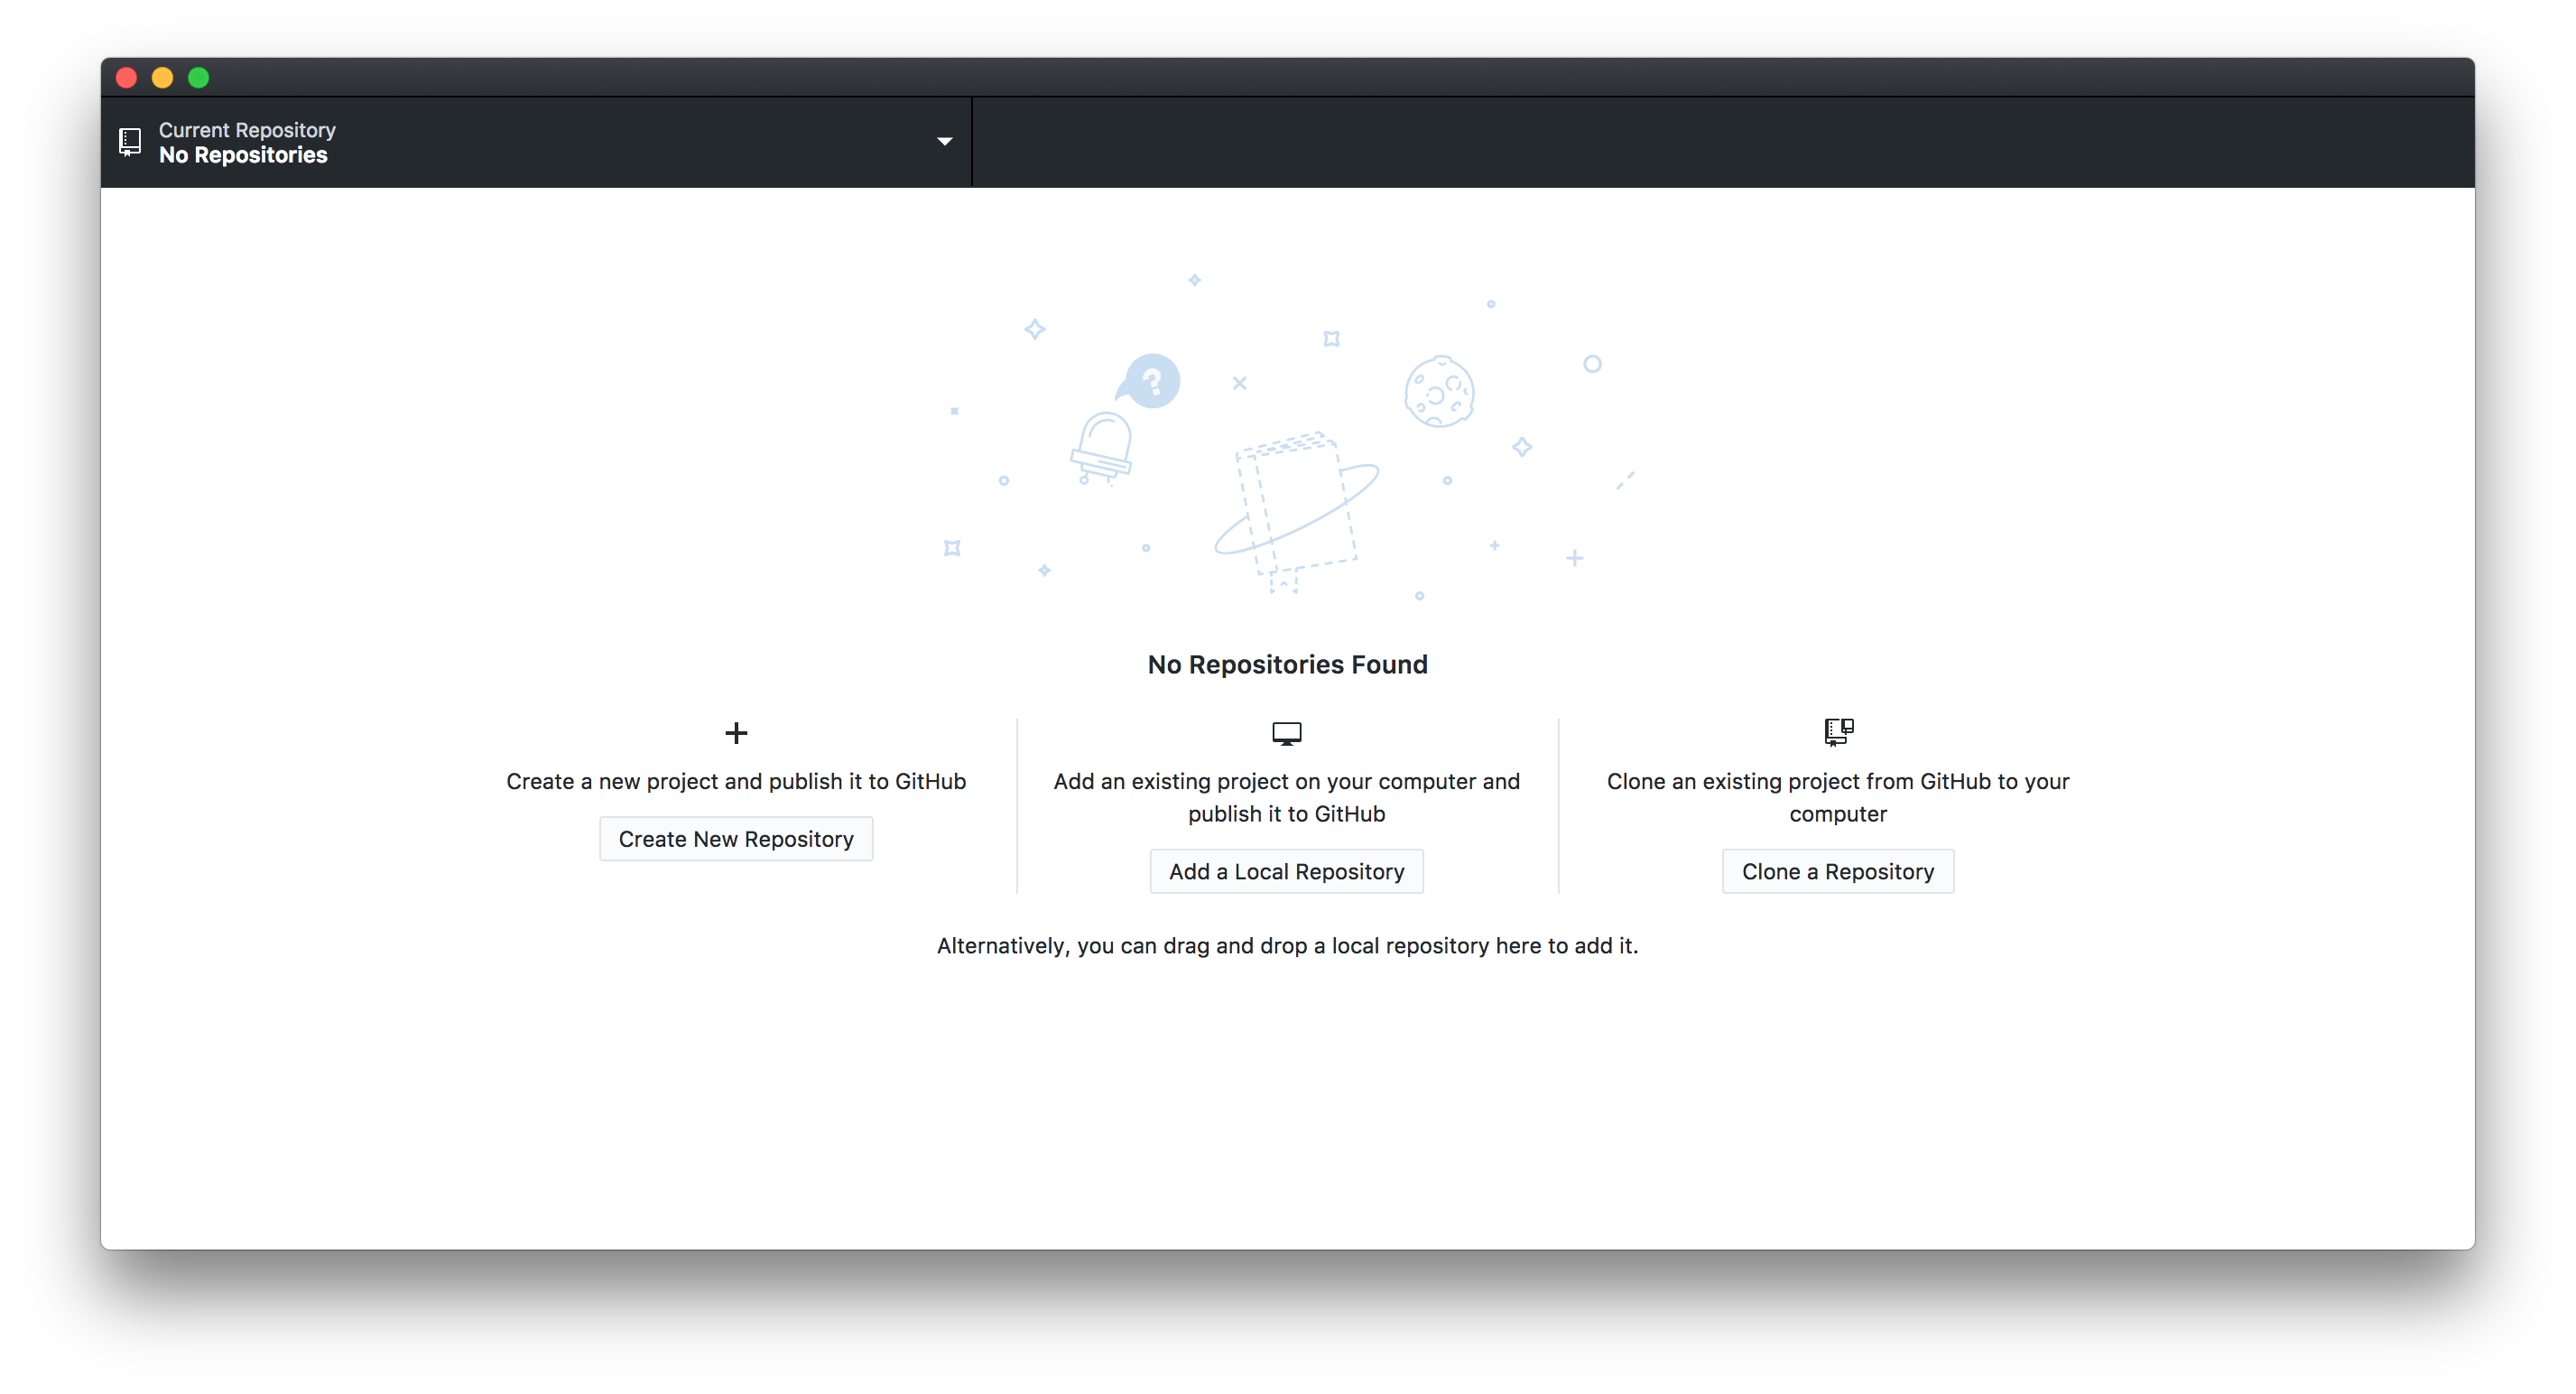 Current Repository
No Repositories
?
No Repositories Found
Create a new project and publish it to GitHub
Create New Repository
Add an existing project on your computer and
publish it to GitHub
Add a Local Repository
Clone an existing project from GitHub to your
computer
Clone a Repository
Alternatively, you can drag and drop a local repository here to add it.